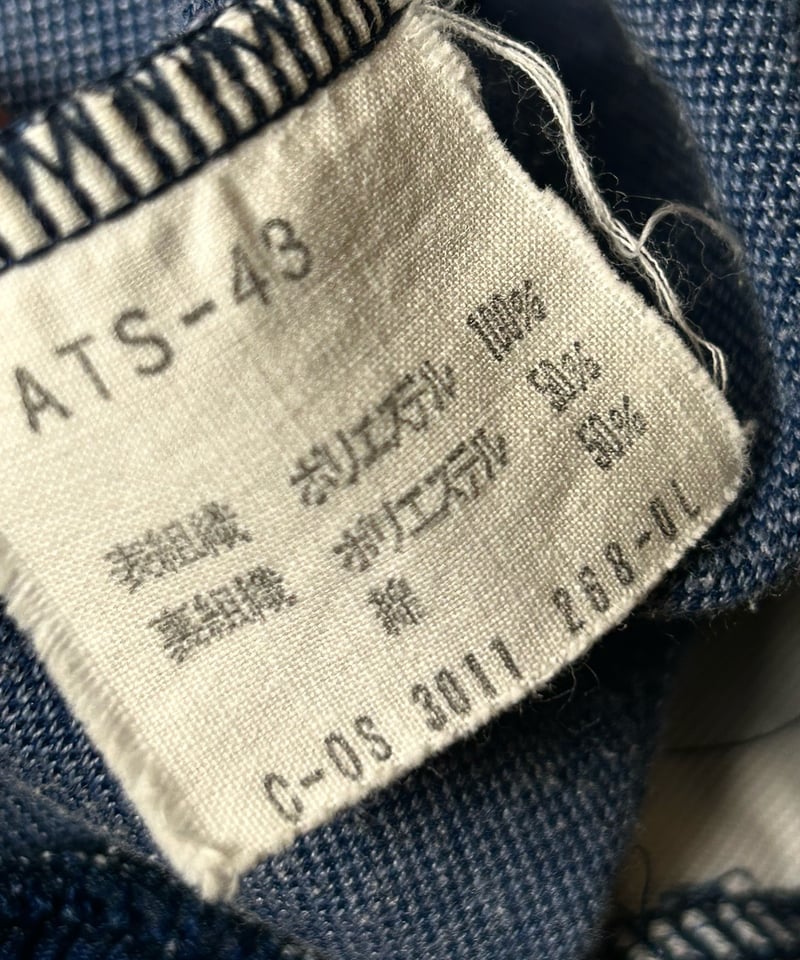 ATS-43
表組織 ポリエステル 100%
裏組織 ポリエステル 50%
綿 50%
C-OS 3011 268-0L